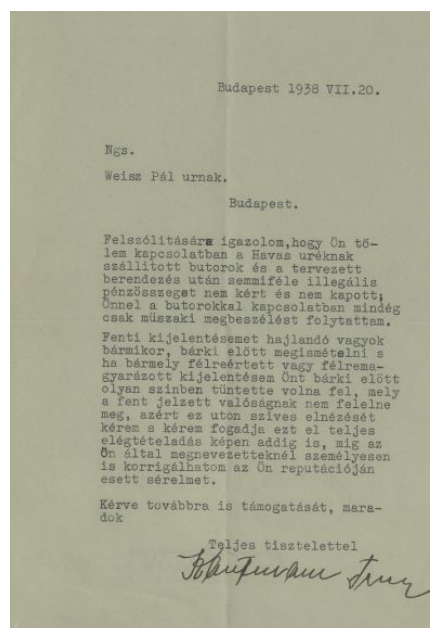 Budapest 1938 VII.20.
Ngs.
Weisz Pál urnak.
Budapest.
Felszólitására igazolom,hogy Ön tő-
lem kapcsolatban a Havas uréknak
szállitott butorok és a tervezett
berendezés után semmiféle illegális
pénzösszeget nem kért és nem kapott;
Önnel a butorokkal kapcsolatban mindég
csak müszaki megbeszélést folytattam.
Fenti kijelentésemet hajlandó vagyok
bármikor, bárki előtt megismételni s
ha bármely félreértett vagy félrema-
gyarázott kijelentésem Önt bárki előtt
olyan szinben tüntette volna fel, mely
a fent jelzett valóságnak nem felelne
meg, azért ez uton szives elnézését
kérem s kérem fogadja ezt el teljes
elégtételadás képen addig is, mig az
Ön által megnevezetteknél személyesen
is korrigálhatom az Ön reputációján
esett sérelmet.
Kérve továbbra is támogatását, mara-
dok
Teljes tisztelettel